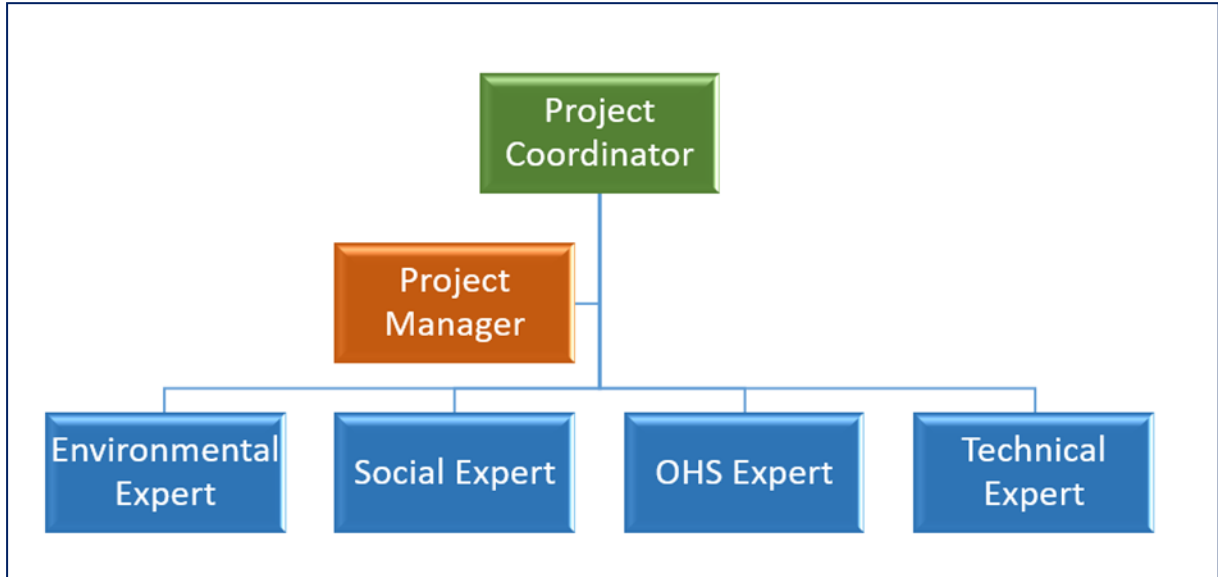 Project
Coordinator
Project
Manager
Environmental
Expert
Social Expert
OHS Expert
Technical
Expert